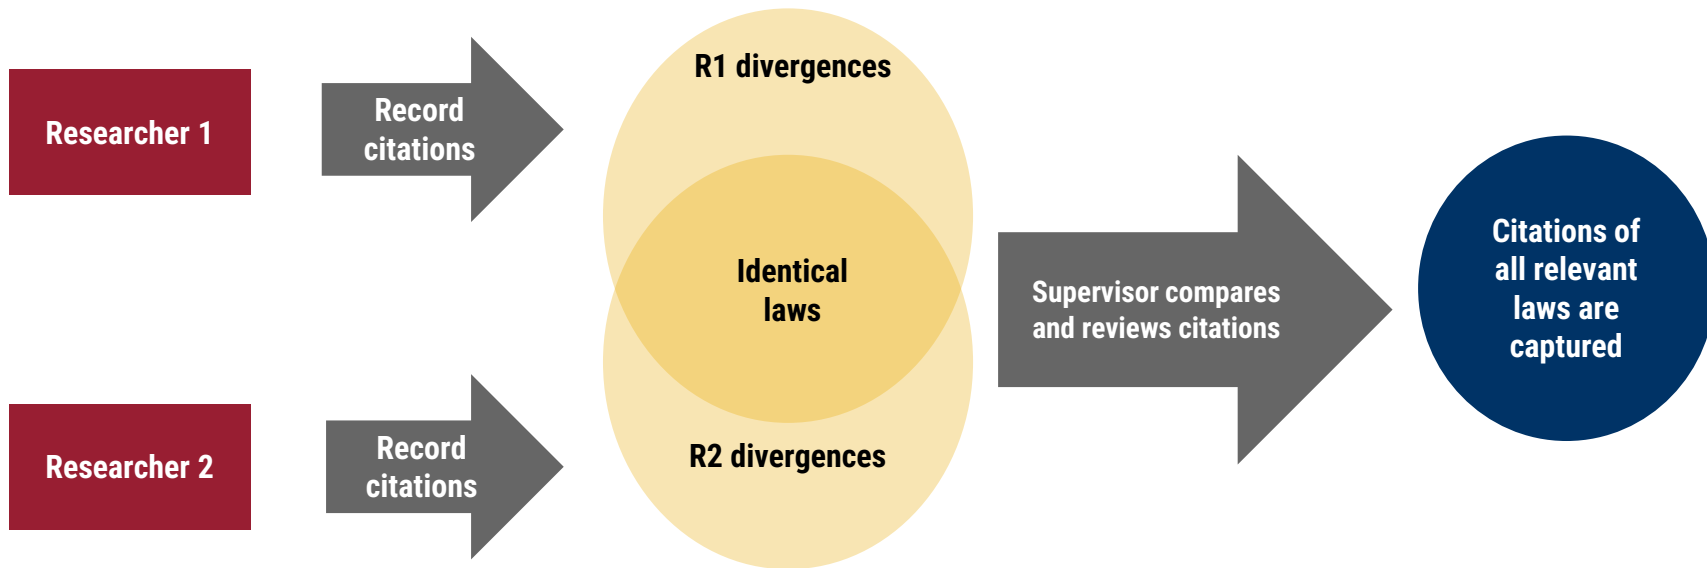 Researcher 1
Record
citations
R1 divergences
Identical
laws
R2 divergences
Researcher 2
Record
citations
Supervisor compares
and reviews citations
Citations of
all relevant
laws are
captured